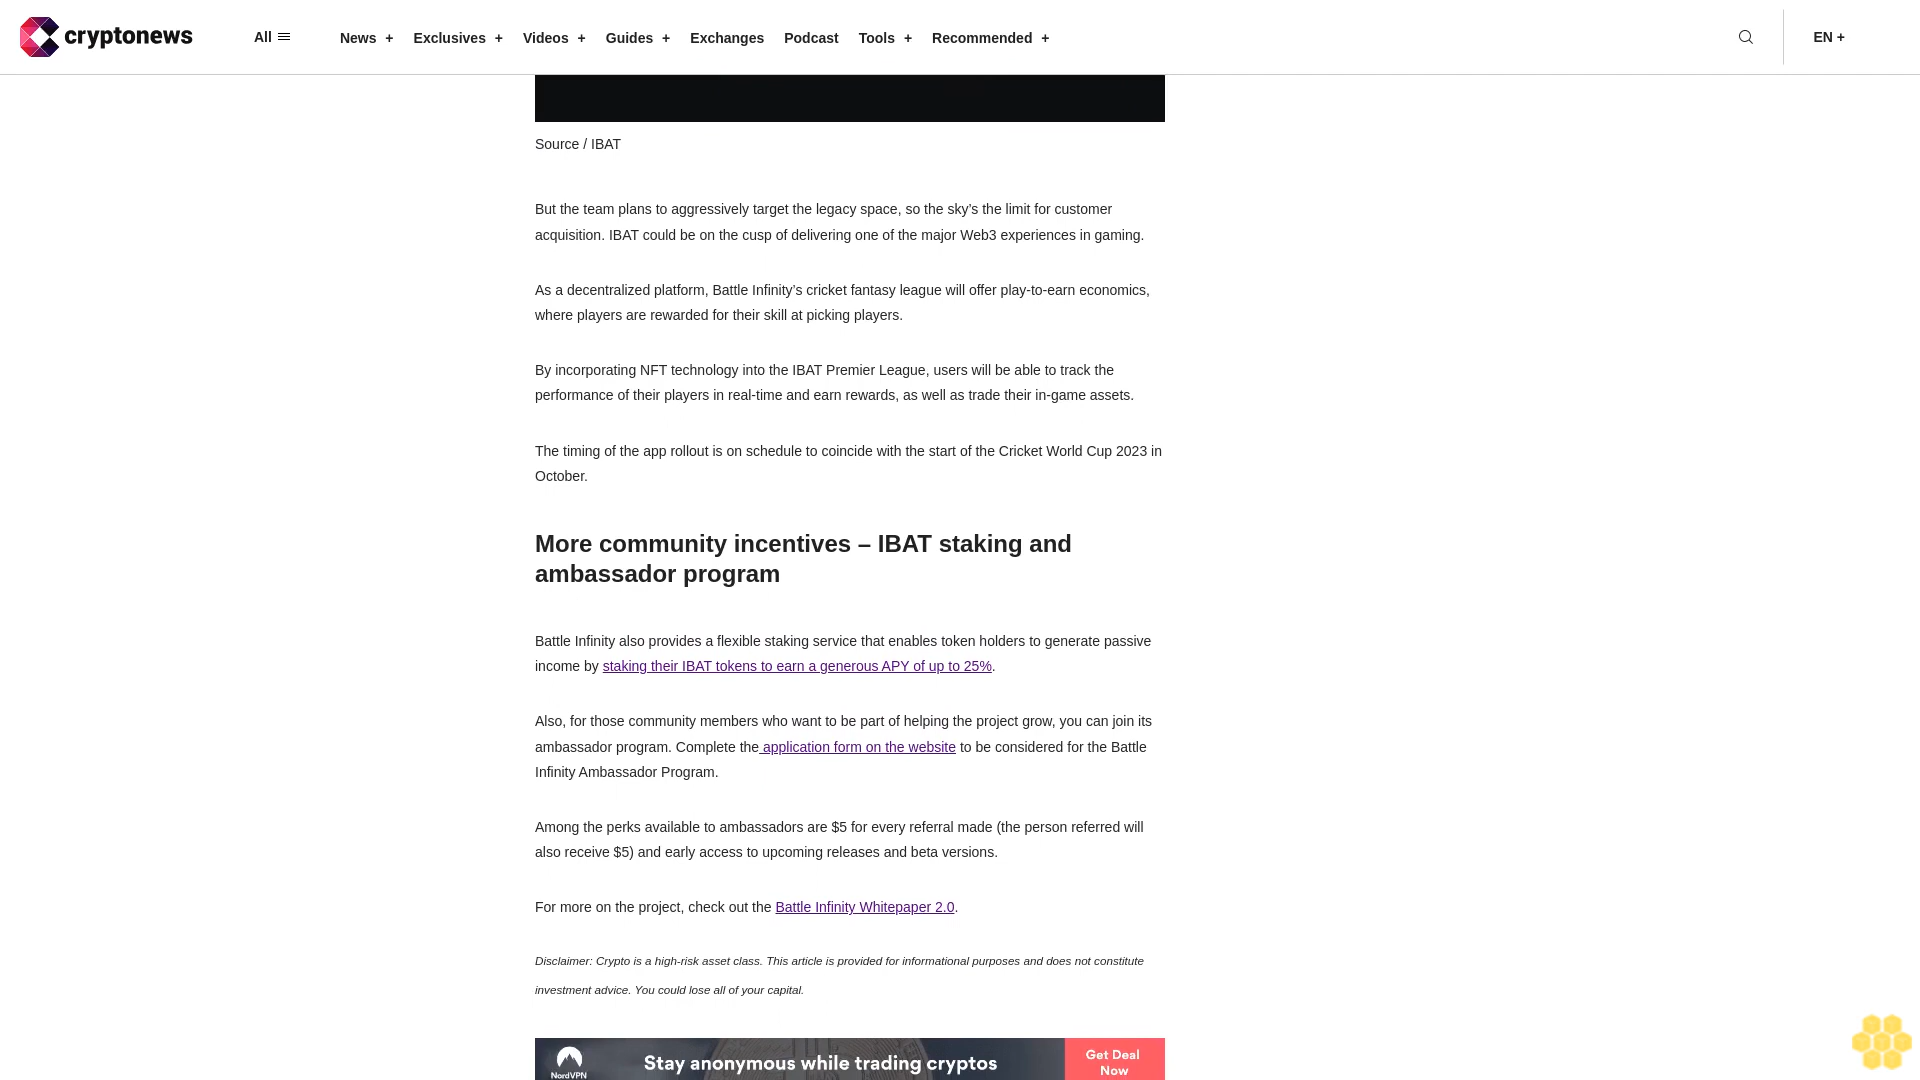 cryptonews All News + Exclusives + Videos + Guides + Exchanges Podcast Tools + Recommended + EN +
Source / IBAT
But the team plans to aggressively target the legacy space, so the sky’s the limit for customer
acquisition. IBAT could be on the cusp of delivering one of the major Web3 experiences in gaming.
As a decentralized platform, Battle Infinity’s cricket fantasy league will offer play-to-earn economics,
where players are rewarded for their skill at picking players.
By incorporating NFT technology into the IBAT Premier League, users will be able to track the
performance of their players in real-time and earn rewards, as well as trade their in-game assets.
The timing of the app rollout is on schedule to coincide with the start of the Cricket World Cup 2023 in
October.
More community incentives – IBAT staking and
ambassador program
Battle Infinity also provides a flexible staking service that enables token holders to generate passive
income by staking their IBAT tokens to earn a generous APY of up to 25%.
Also, for those community members who want to be part of helping the project grow, you can join its
ambassador program. Complete the application form on the website to be considered for the Battle
Infinity Ambassador Program.
Among the perks available to ambassadors are $5 for every referral made (the person referred will
also receive $5) and early access to upcoming releases and beta versions.
For more on the project, check out the Battle Infinity Whitepaper 2.0.
Disclaimer: Crypto is a high-risk asset class. This article is provided for informational purposes and does not constitute
investment advice. You could lose all of your capital.
NordVPN
Stay anonymous while trading cryptos
Get Deal
Now